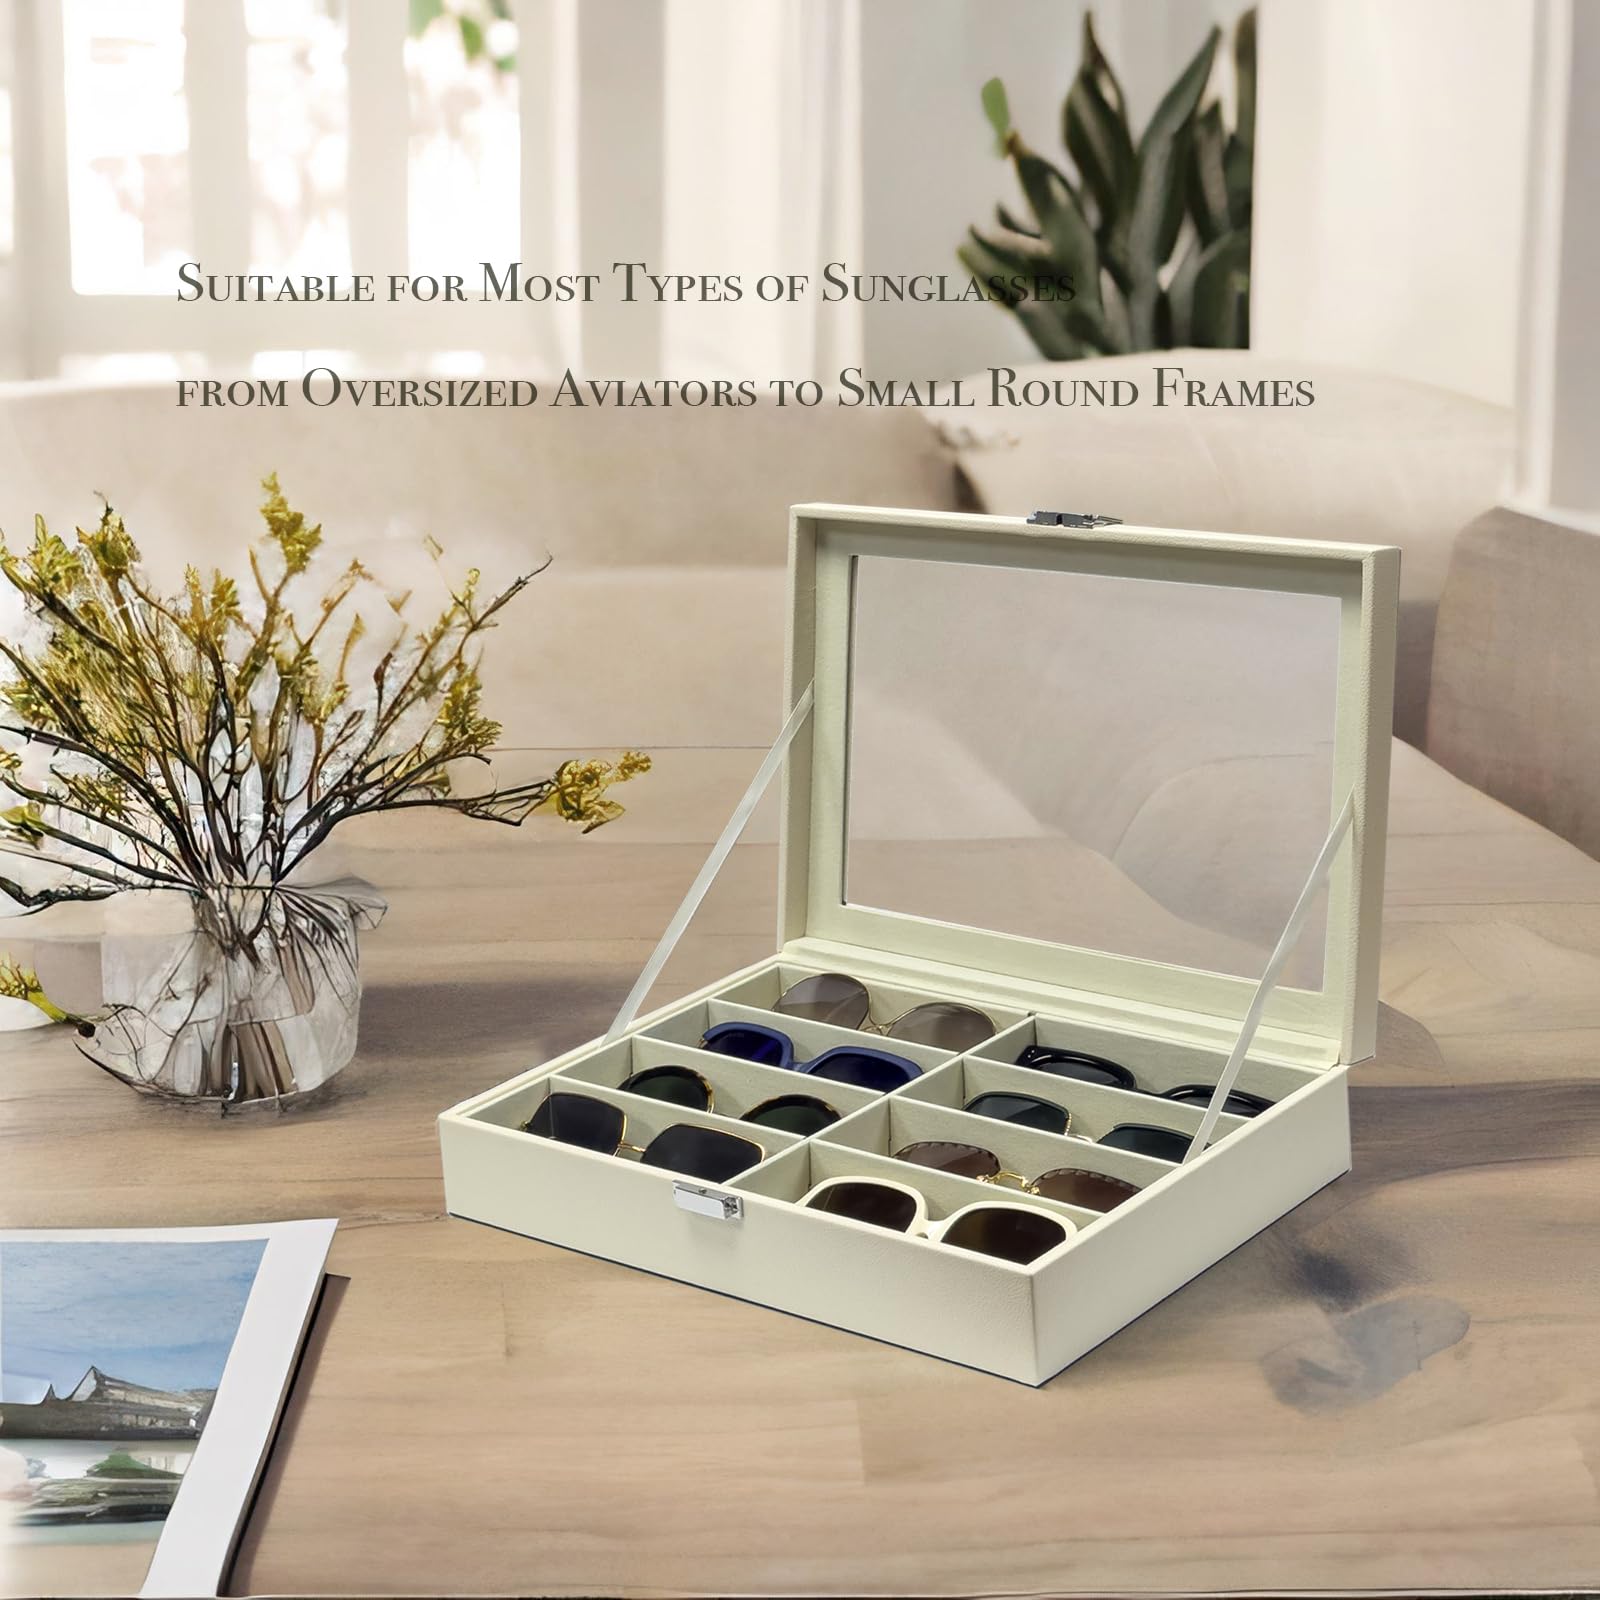 Suitable for Most Types of Sunglasses
from Oversized Aviators to Small Round Frames